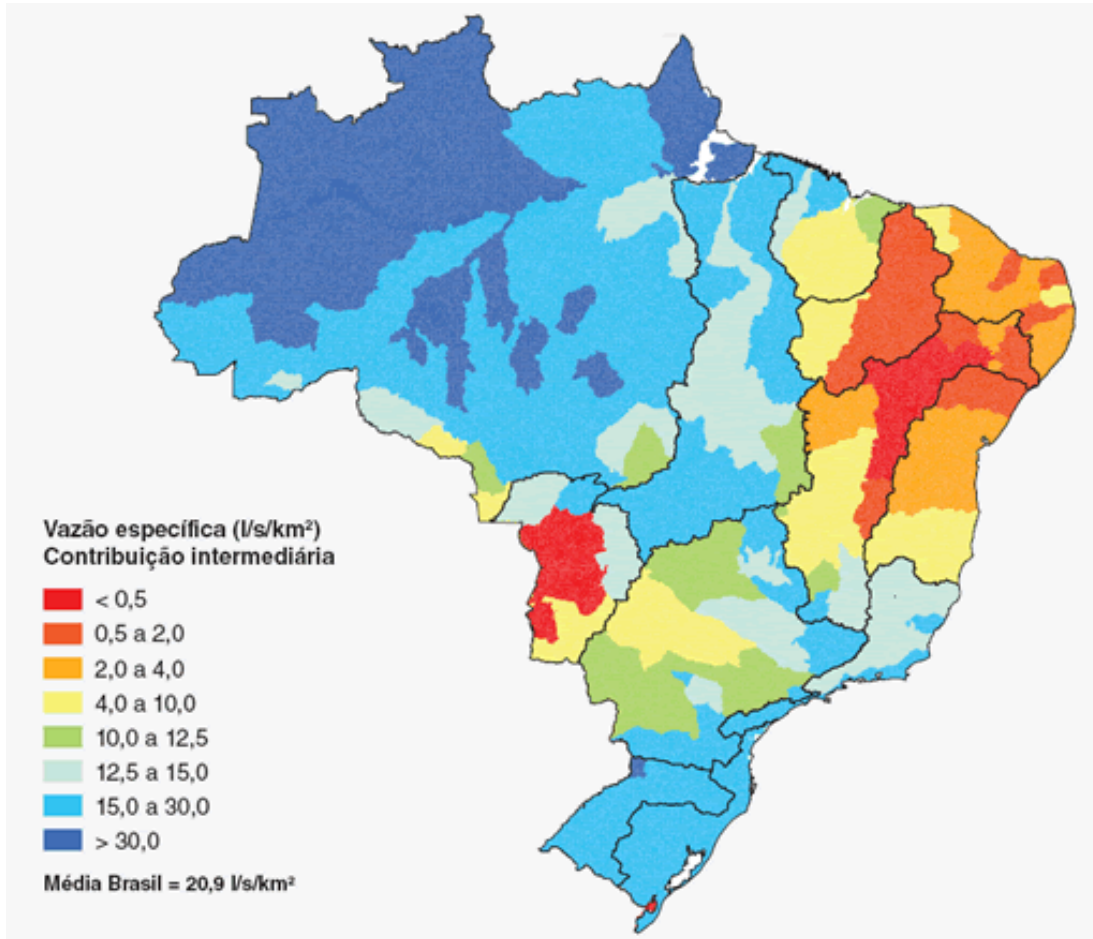 Vazão específica (l/s/km²)
Contribuição intermediária
< 0,5
0,5 a 2,0
2,0 a 4,0
4,0 a 10,0
10,0 a 12,5
12,5 a 15,0
15,0 a 30,0
> 30,0
Média Brasil = 20,9 l/s/km²